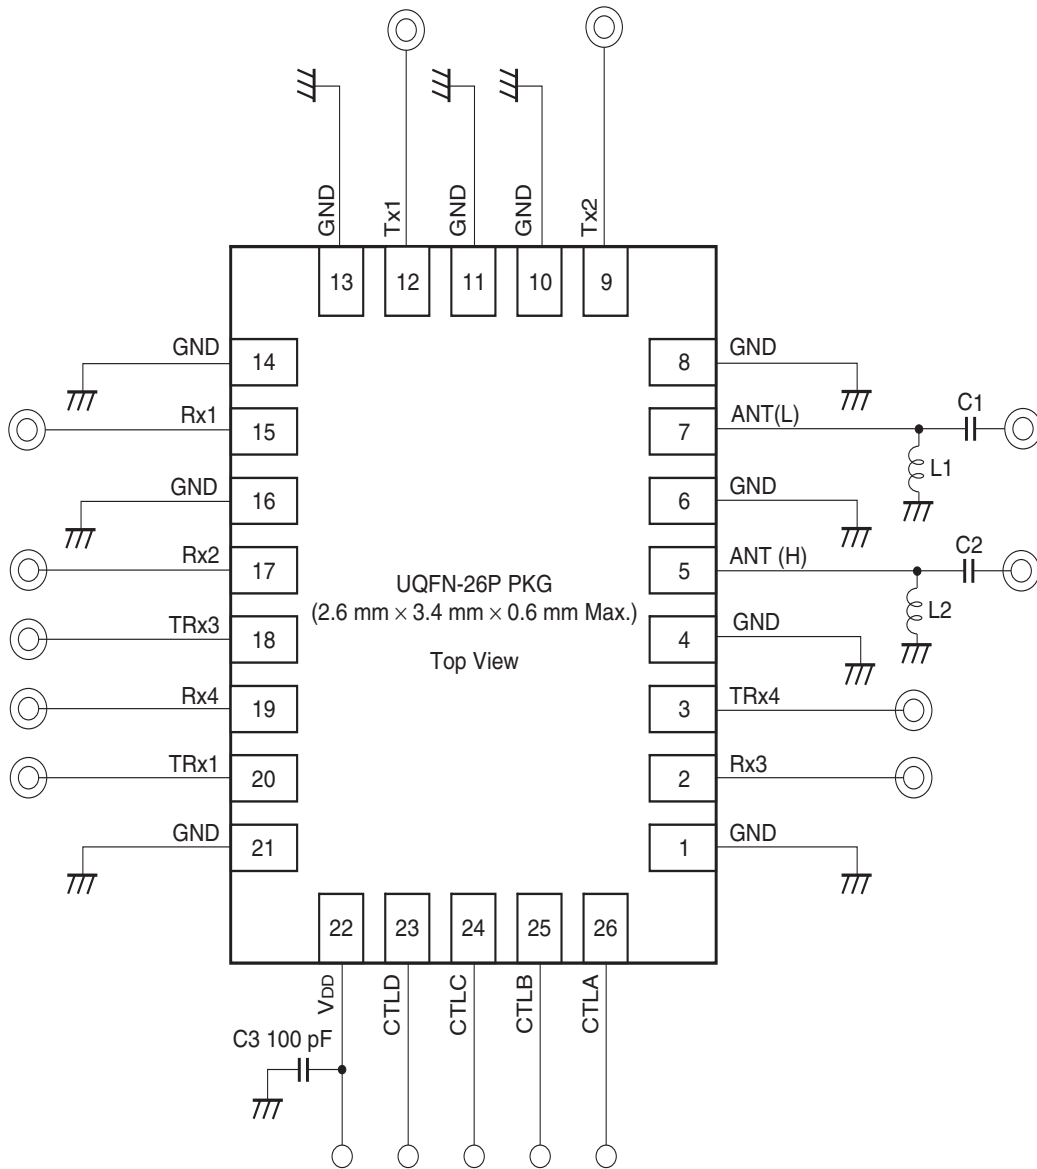 GND
Tx1
GND
GND
Tx2
13
12
11
10
9
GND
14
8
GND
Rx1
15
7
ANT(L)
C1
L1
GND
16
6
GND
Rx2
17
5
ANT (H)
C2
L2
UQFN-26P PKG
(2.6 mm × 3.4 mm × 0.6 mm Max.)
Top View
TRx3
18
4
GND
Rx4
19
3
TRx4
TRx1
20
2
Rx3
GND
21
1
GND
22
23
24
25
26
VDD
CTLD
CTLC
CTLB
CTLA
C3 100 pF